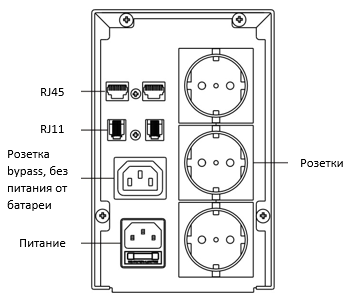 RJ45
RJ11
Розетка
bypass, без
питания от
батареи
Розетки
Питание